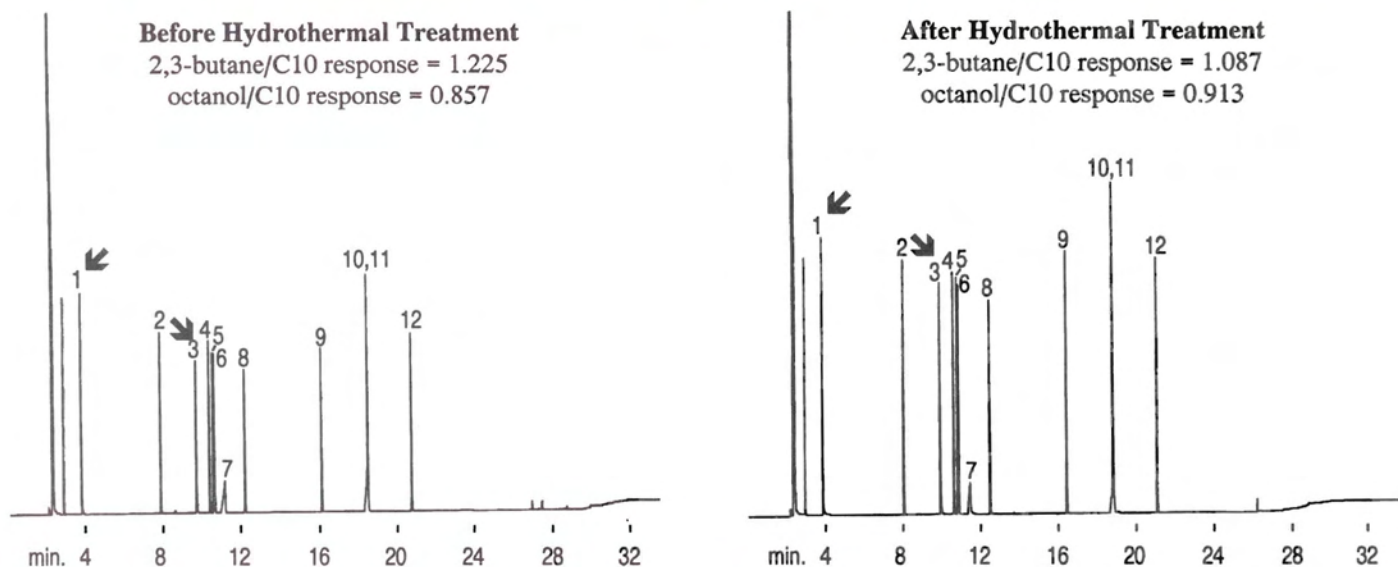 Before Hydrothermal Treatment
2,3-butane/C10 response = 1.225
octanol/C10 response = 0.857
1
2
3
4
5
6
7
8
9
10,11
12
min. 4 8 12 16 20 24 28 32
After Hydrothermal Treatment
2,3-butane/C10 response = 1.087
octanol/C10 response = 0.913
1
2
3
4
5
6
7
8
9
10,11
12
min. 4 8 12 16 20 24 28 32